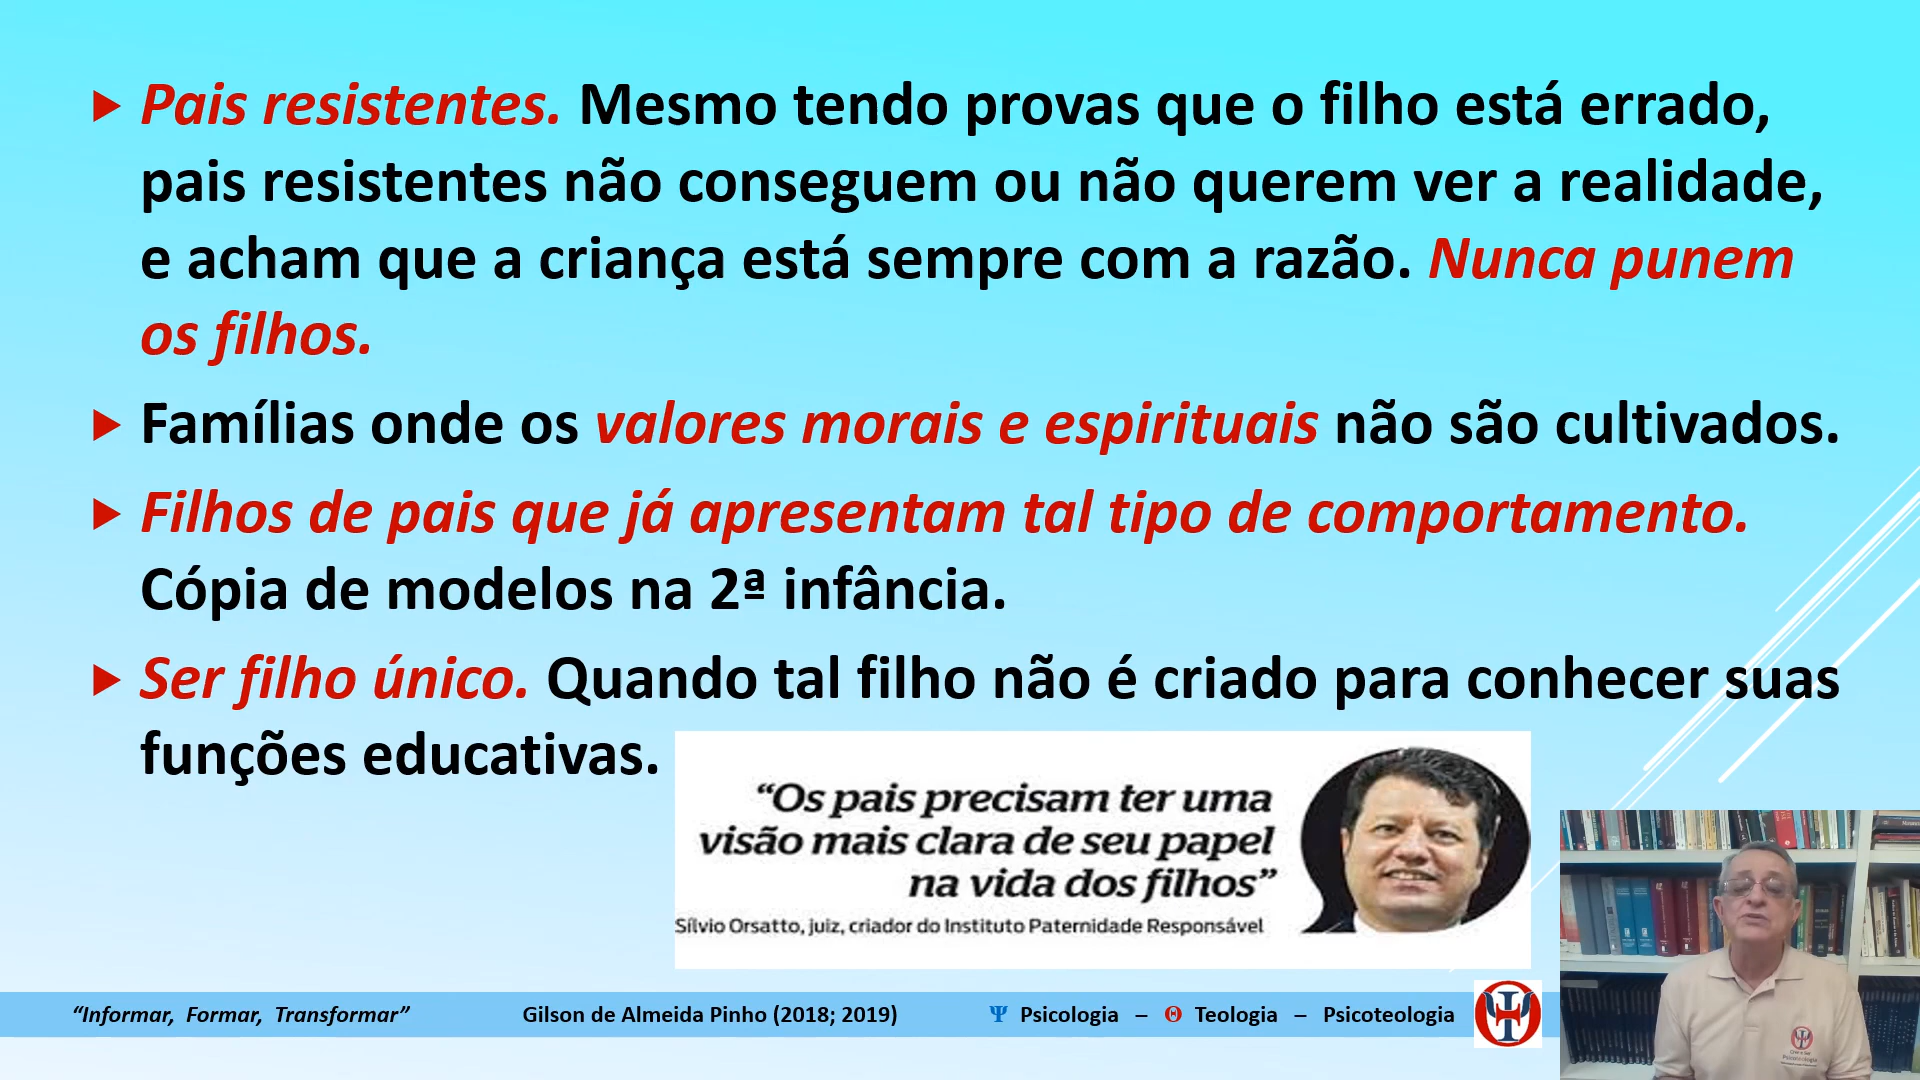 Pais resistentes. Mesmo tendo provas que o filho está errado,
pais resistentes não conseguem ou não querem ver a realidade,
e acham que a criança está sempre com a razão. Nunca punem
os filhos.
Famílias onde os valores morais e espirituais não são cultivados.
Filhos de pais que já apresentam tal tipo de comportamento.
Cópia de modelos na 2ª infância.
Ser filho único. Quando tal filho não é criado para conhecer suas
funções educativas.
“Os pais precisam ter uma
visão mais clara de seu papel
na vida dos filhos”
Sílvio Orsatto, juiz, criador do Instituto Paternidade Responsável
“Informar, Formar, Transformar” Gilson de Almeida Pinho (2018; 2019) Ψ Psicologia – Θ Teologia – Psicoteologia